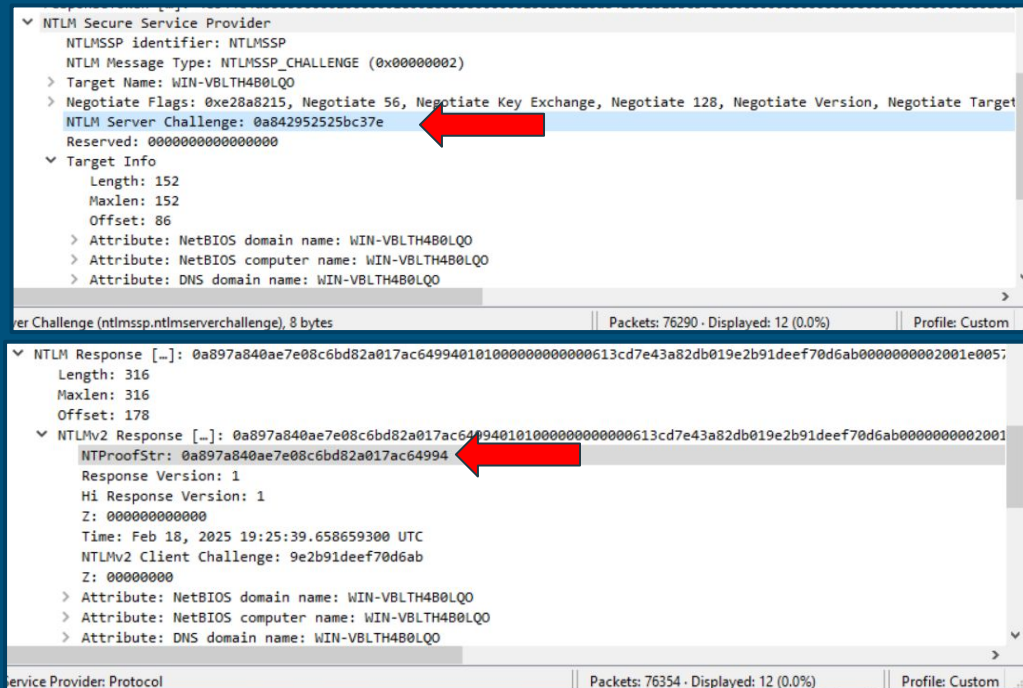 NTLM Secure Service Provider
NTLMSSP identifier: NTLMSSP
NTLM Message Type: NTLMSSP_CHALLENGE (0x00000002)
Target Name: WIN-VBLTH4B0LQO
Negotiate Flags: 0xe28a8215, Negotiate 56, Negotiate Key Exchange, Negotiate 128, Negotiate Version, Negotiate Target
NTLM Server Challenge: 0a842952525bc37e
Reserved: 0000000000000000
Target Info
Length: 152
Maxlen: 152
Offset: 86
Attribute: NetBIOS domain name: WIN-VBLTH4B0LQO
Attribute: NetBIOS computer name: WIN-VBLTH4B0LQO
Attribute: DNS domain name: WIN-VBLTH4B0LQO
ver Challenge (ntlmssp.ntlmserverchallenge), 8 bytes Packets: 76290 · Displayed: 12 (0.0%) Profile: Custom
NTLM Response […]: 0a897a840ae7e08c6bd82a017ac649940101000000000000613cd7e43a82db019e2b91deef70d6ab0000000002001e0057
Length: 316
Maxlen: 316
Offset: 178
NTLMv2 Response […]: 0a897a840ae7e08c6bd82a017ac649940101000000000000613cd7e43a82db019e2b91deef70d6ab0000000002001
NTProofStr: 0a897a840ae7e08c6bd82a017ac64994
Response Version: 1
Hi Response Version: 1
Z: 000000000000
Time: Feb 18, 2025 19:25:39.658659300 UTC
NTLMv2 Client Challenge: 9e2b91deef70d6ab
Z: 00000000
Attribute: NetBIOS domain name: WIN-VBLTH4B0LQO
Attribute: NetBIOS computer name: WIN-VBLTH4B0LQO
Attribute: DNS domain name: WIN-VBLTH4B0LQO
Service Provider: Protocol Packets: 76354 · Displayed: 12 (0.0%) Profile: Custom